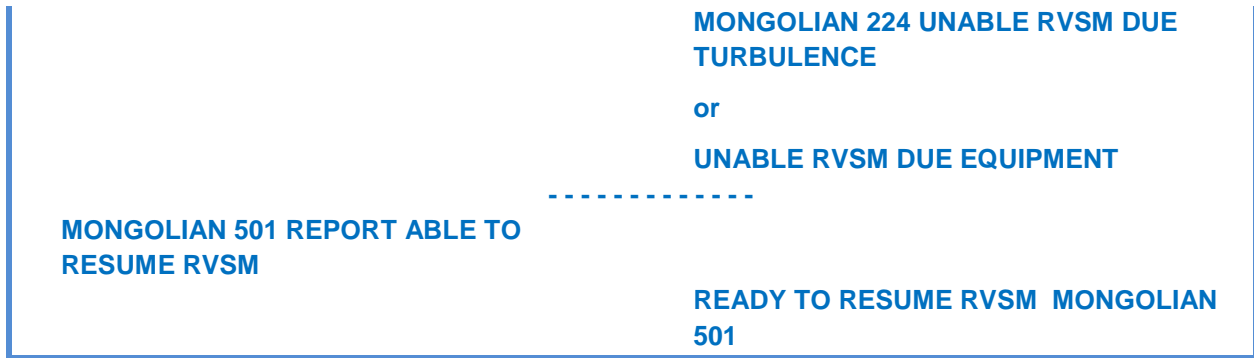 MONGOLIAN 224 UNABLE RVSM DUE
TURBULENCE
or
UNABLE RVSM DUE EQUIPMENT
- - - - - - - - - - - - -
MONGOLIAN 501 REPORT ABLE TO
RESUME RVSM
READY TO RESUME RVSM MONGOLIAN
501